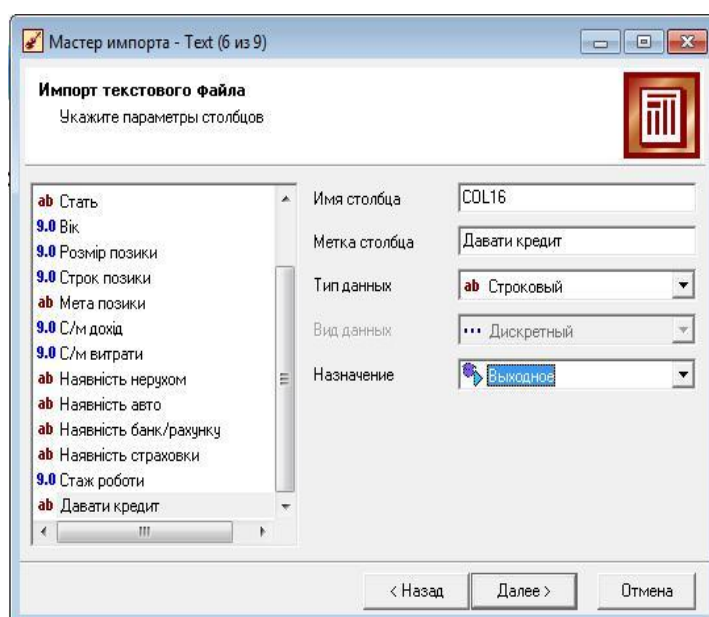 Мастер импорта - Text (6 из 9)
Импорт текстового файла
Укажите параметры столбцов
ab Стать
9.0 Вік
9.0 Розмір позики
9.0 Строк позики
ab Мета позики
9.0 С/м дохід
9.0 С/м витрати
ab Наявність нерухом
ab Наявність авто
ab Наявність банк/рахунку
ab Наявність страховки
9.0 Стаж роботи
ab Давати кредит
Имя столбца COL16
Метка столбца Давати кредит
Тип данных ab Строковый
Вид данных Дискретный
Назначение Выходное
< Назад Далее > Отмена